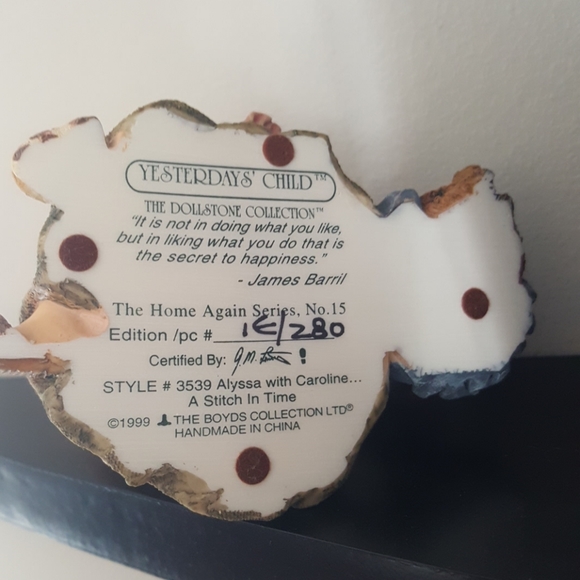 YESTERDAYS' CHILD™
THE DOLLSTONE COLLECTION™
"It is not in doing what you like,
but in liking what you do that is
the secret to happiness."
- James Barril
The Home Again Series, No.15
Edition /pc # 1E/280
Certified By: !
STYLE # 3539 Alyssa with Caroline...
A Stitch In Time
©1999 THE BOYDS COLLECTION LTD®
HANDMADE IN CHINA